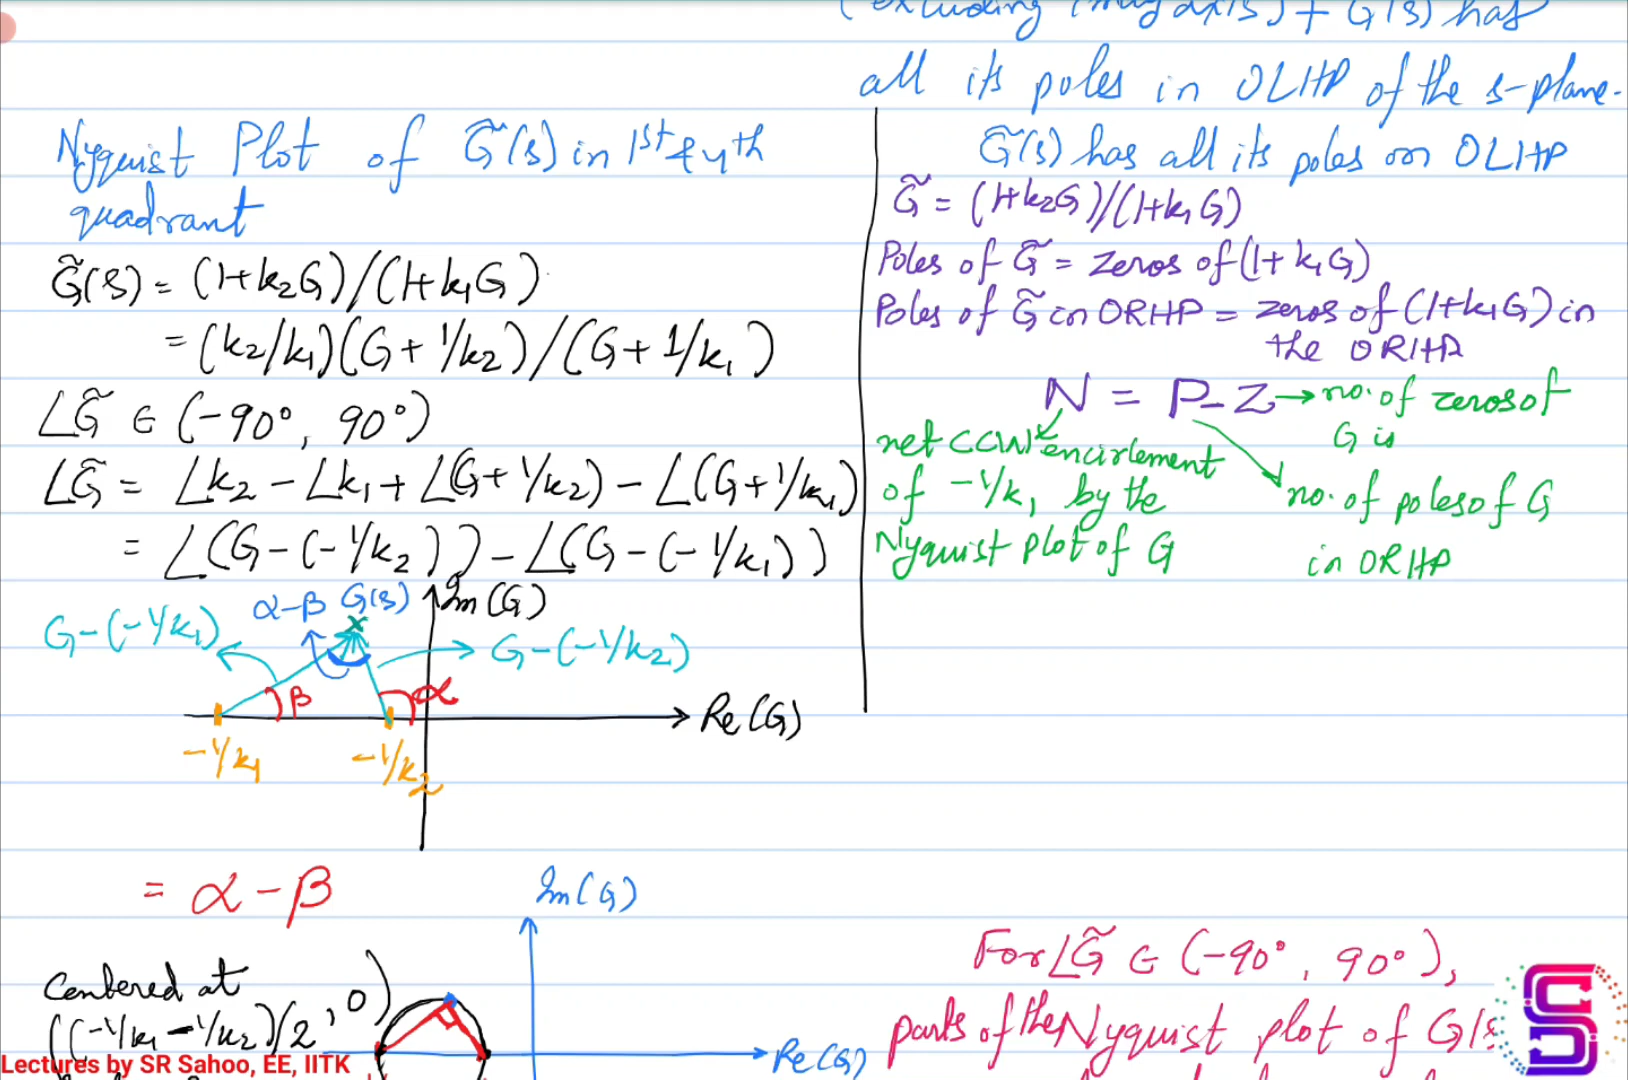 (excluding imag axis) + G(s) has
all its poles in OLHP of the s-plane.
Nyquist Plot of G̃(s) in 1st & 4th
quadrant
G̃(s) = (1+k₂G)/(1+k₁G)
= (k₂/k₁)(G + 1/k₂)/(G + 1/k₁)
∠G̃ ∈ (-90°, 90°)
∠G̃ = ∠k₂ - ∠k₁ + ∠(G + 1/k₂) - ∠(G + 1/k₁)
= ∠(G - (-1/k₂)) - ∠(G - (-1/k₁))
α-β G(s) Im(G)
G-(-1/k₁)
G-(-1/k₂)
β α
Re(G)
-1/k₁ -1/k₂
= α - β
Im(G)
Centered at
((-1/k₁ - 1/k₂)/2, 0)
Re(G)
G̃(s) has all its poles on OLHP
G̃ = (1+k₂G)/(1+k₁G)
Poles of G̃ = zeros of (1+k₁G)
Poles of G̃ in ORHP = zeros of (1+k₁G) in
the ORHP
N = P - Z → no. of zeros of
G is
net CCW encirlement
of -1/k₁ by the
Nyquist plot of G
no. of poles of G
in ORHP
For ∠G̃ ∈ (-90°, 90°),
parts of the Nyquist plot of G(s
Lectures by SR Sahoo, EE, IITK